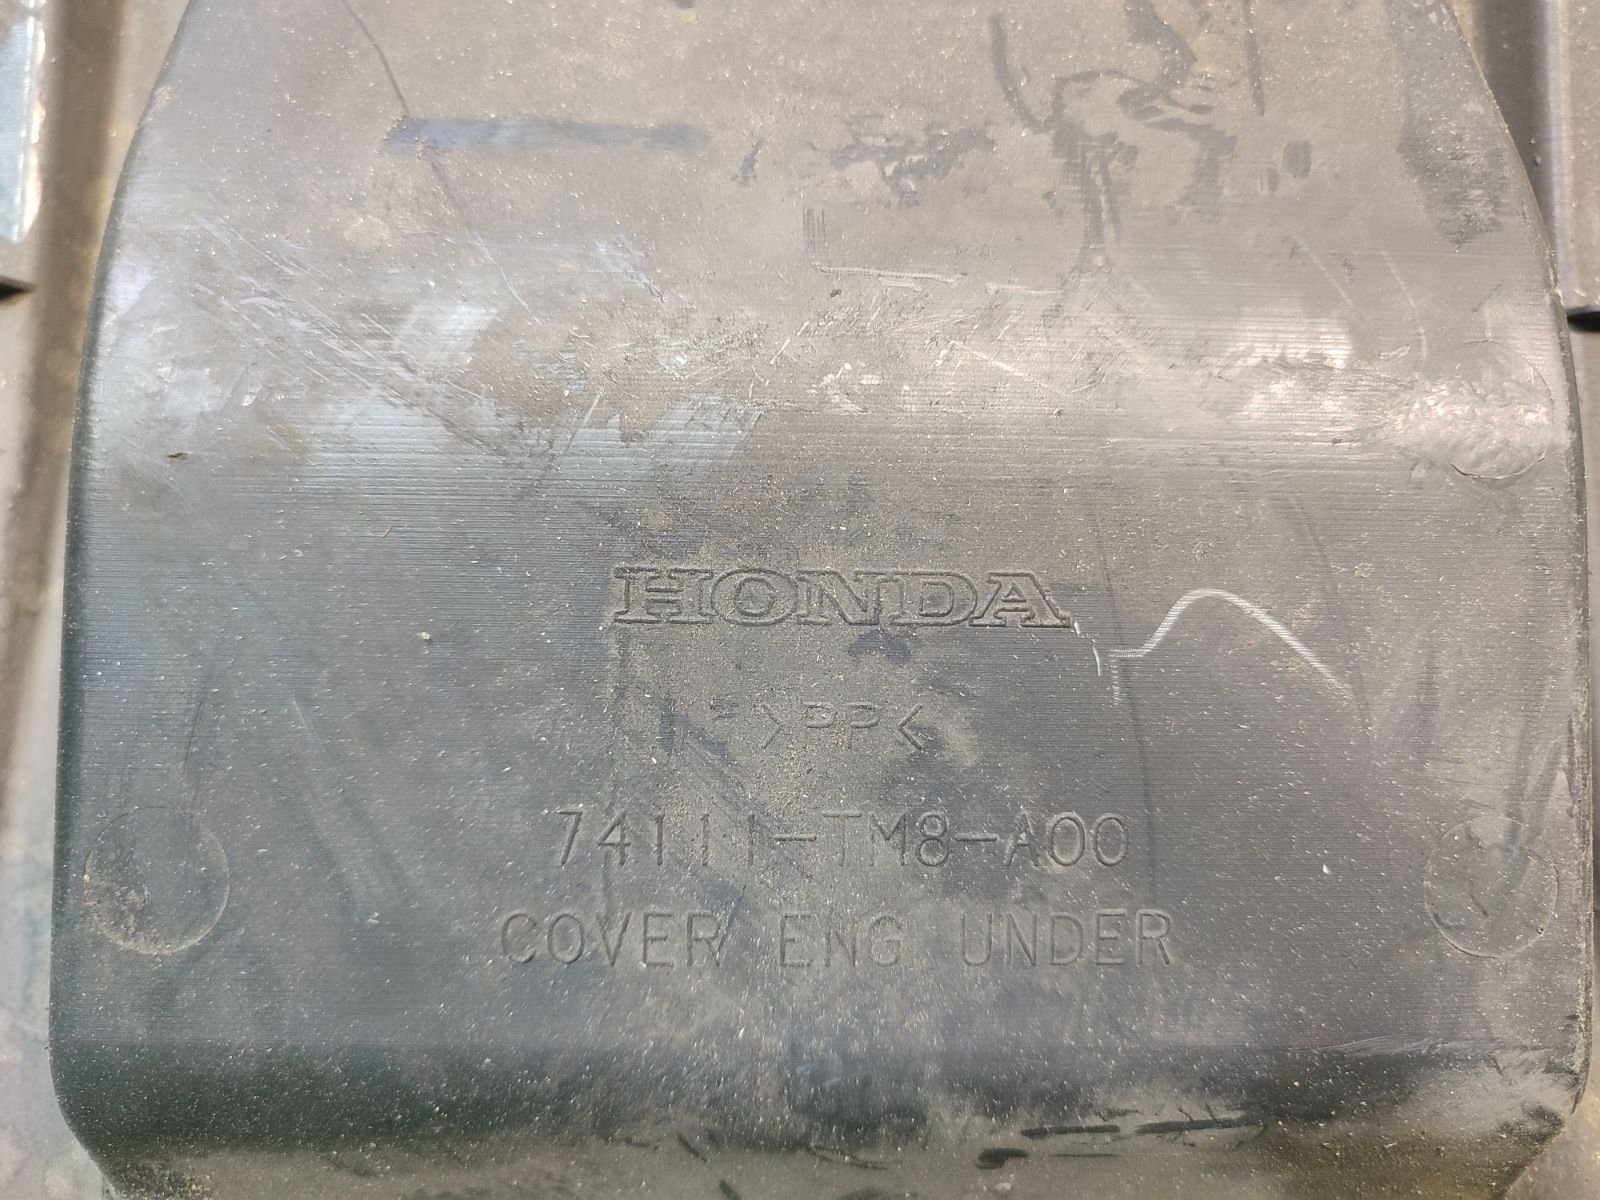 HONDA
>PP<
74111-TM8-A00
COVER ENG UNDER